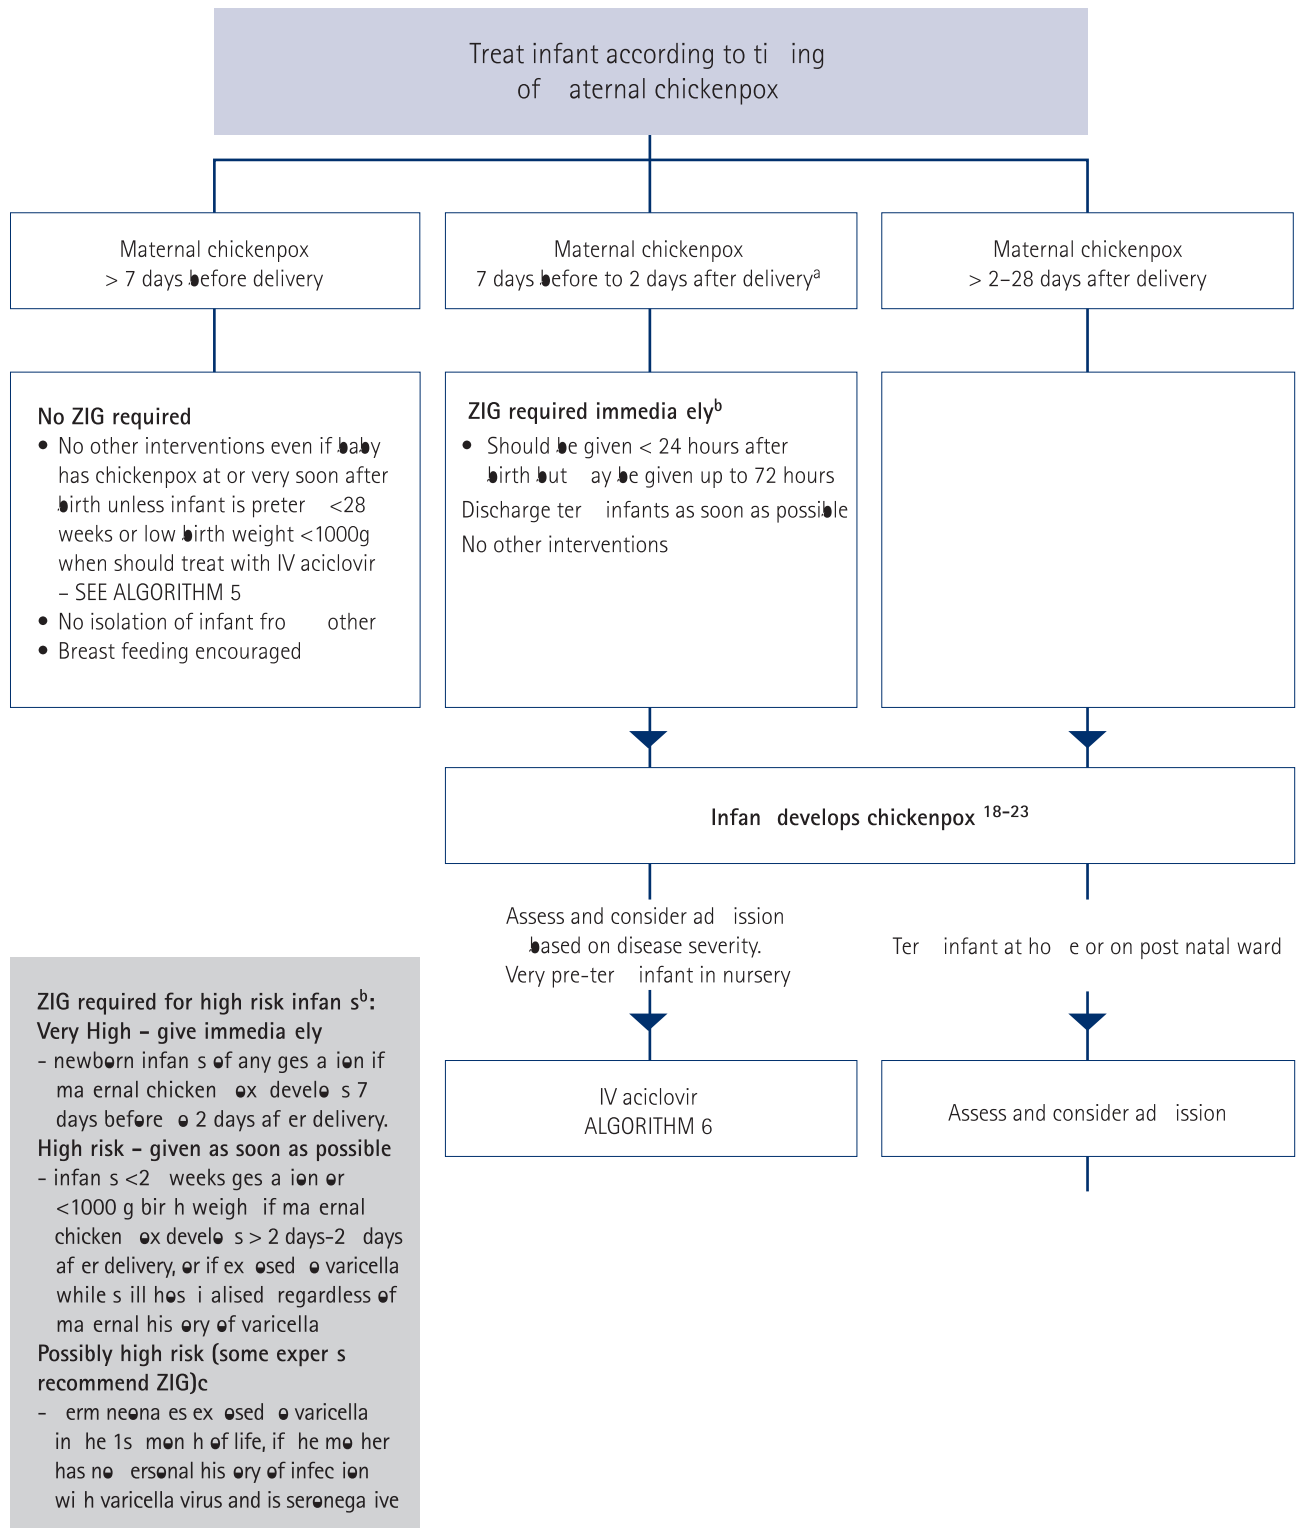 Treat infant according to ti ing
of aternal chickenpox
Maternal chickenpox
> 7 days before delivery
Maternal chickenpox
7 days before to 2 days after deliveryᵃ
Maternal chickenpox
> 2–28 days after delivery
No ZIG required
• No other interventions even if baby
has chickenpox at or very soon after
birth unless infant is preter <28
weeks or low birth weight <1000g
when should treat with IV aciclovir
– SEE ALGORITHM 5
• No isolation of infant fro other
• Breast feeding encouraged
ZIG required immedia elyᵇ
• Should be given < 24 hours after
birth but ay be given up to 72 hours
Discharge ter infants as soon as possible
No other interventions
Infan develops chickenpox ¹⁸⁻²³
Assess and consider ad ission
based on disease severity.
Very pre-ter infant in nursery
Ter infant at ho e or on post natal ward
IV aciclovir
ALGORITHM 6
Assess and consider ad ission
ZIG required for high risk infan sᵇ:
Very High – give immedia ely
- newborn infan s of any ges a ion if
ma ernal chicken ox develo s 7
days before o 2 days af er delivery.
High risk – given as soon as possible
- infan s <2 weeks ges a ion or
<1000 g bir h weigh if ma ernal
chicken ox develo s > 2 days-2 days
af er delivery, or if ex osed o varicella
while s ill hos i alised regardless of
ma ernal his ory of varicella
Possibly high risk (some exper s
recommend ZIG)c
- erm neona es ex osed o varicella
in he 1s mon h of life, if he mo her
has no ersonal his ory of infec ion
wi h varicella virus and is seronega ive